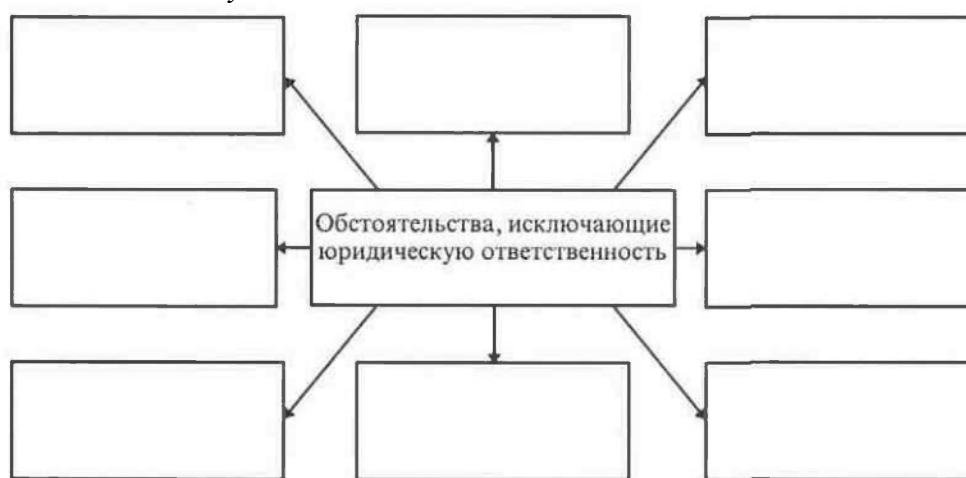 Обстоятельства, исключающие
юридическую ответственность